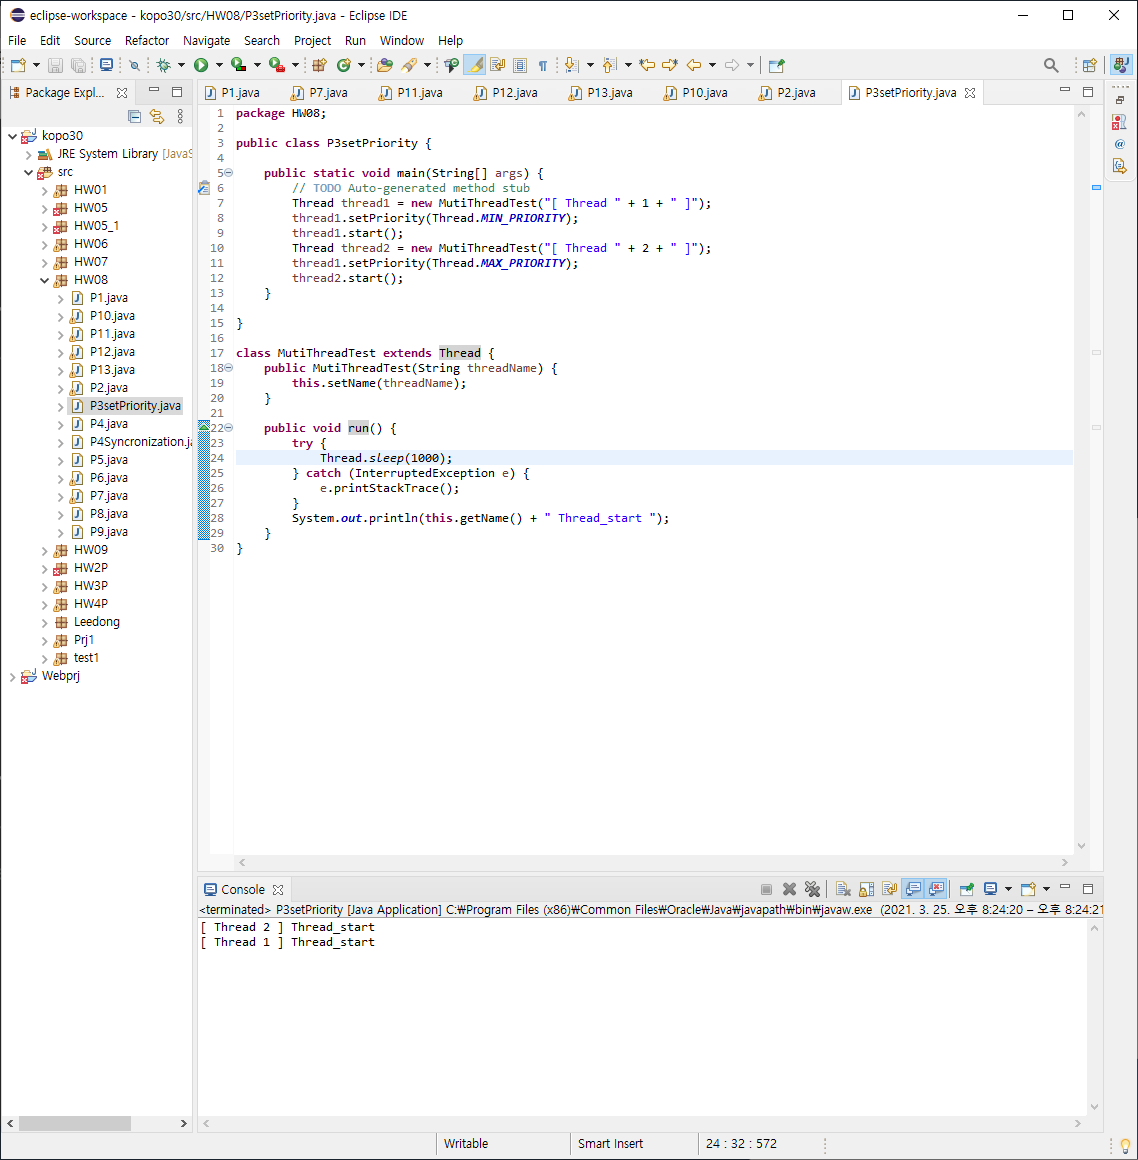 eclipse-workspace - kopo30/src/HW08/P3setPriority.java - Eclipse IDE
File Edit Source Refactor Navigate Search Project Run Window Help
Package Expl...
kopo30
JRE System Library [JavaS
src
HW01
HW05
HW05_1
HW06
HW07
HW08
P1.java
P10.java
P11.java
P12.java
P13.java
P2.java
P3setPriority.java
P4.java
P4Syncronization.ja
P5.java
P6.java
P7.java
P8.java
P9.java
HW09
HW2P
HW3P
HW4P
Leedong
Prj1
test1
Webprj
P1.java P7.java P11.java P12.java P13.java P10.java P2.java P3setPriority.java
1 package HW08;
2
3 public class P3setPriority {
4
5 public static void main(String[] args) {
6 // TODO Auto-generated method stub
7 Thread thread1 = new MutiThreadTest("[ Thread " + 1 + " ]");
8 thread1.setPriority(Thread.MIN_PRIORITY);
9 thread1.start();
10 Thread thread2 = new MutiThreadTest("[ Thread " + 2 + " ]");
11 thread1.setPriority(Thread.MAX_PRIORITY);
12 thread2.start();
13 }
14
15 }
16
17 class MutiThreadTest extends Thread {
18 public MutiThreadTest(String threadName) {
19 this.setName(threadName);
20 }
21
22 public void run() {
23 try {
24 Thread.sleep(1000);
25 } catch (InterruptedException e) {
26 e.printStackTrace();
27 }
28 System.out.println(this.getName() + " Thread_start ");
29 }
30 }
Console
<terminated> P3setPriority [Java Application] C:₩Program Files (x86)₩Common Files₩Oracle₩Java₩javapath₩bin₩javaw.exe (2021. 3. 25. 오후 8:24:20 – 오후 8:24:21
[ Thread 2 ] Thread_start
[ Thread 1 ] Thread_start
Writable Smart Insert 24 : 32 : 572